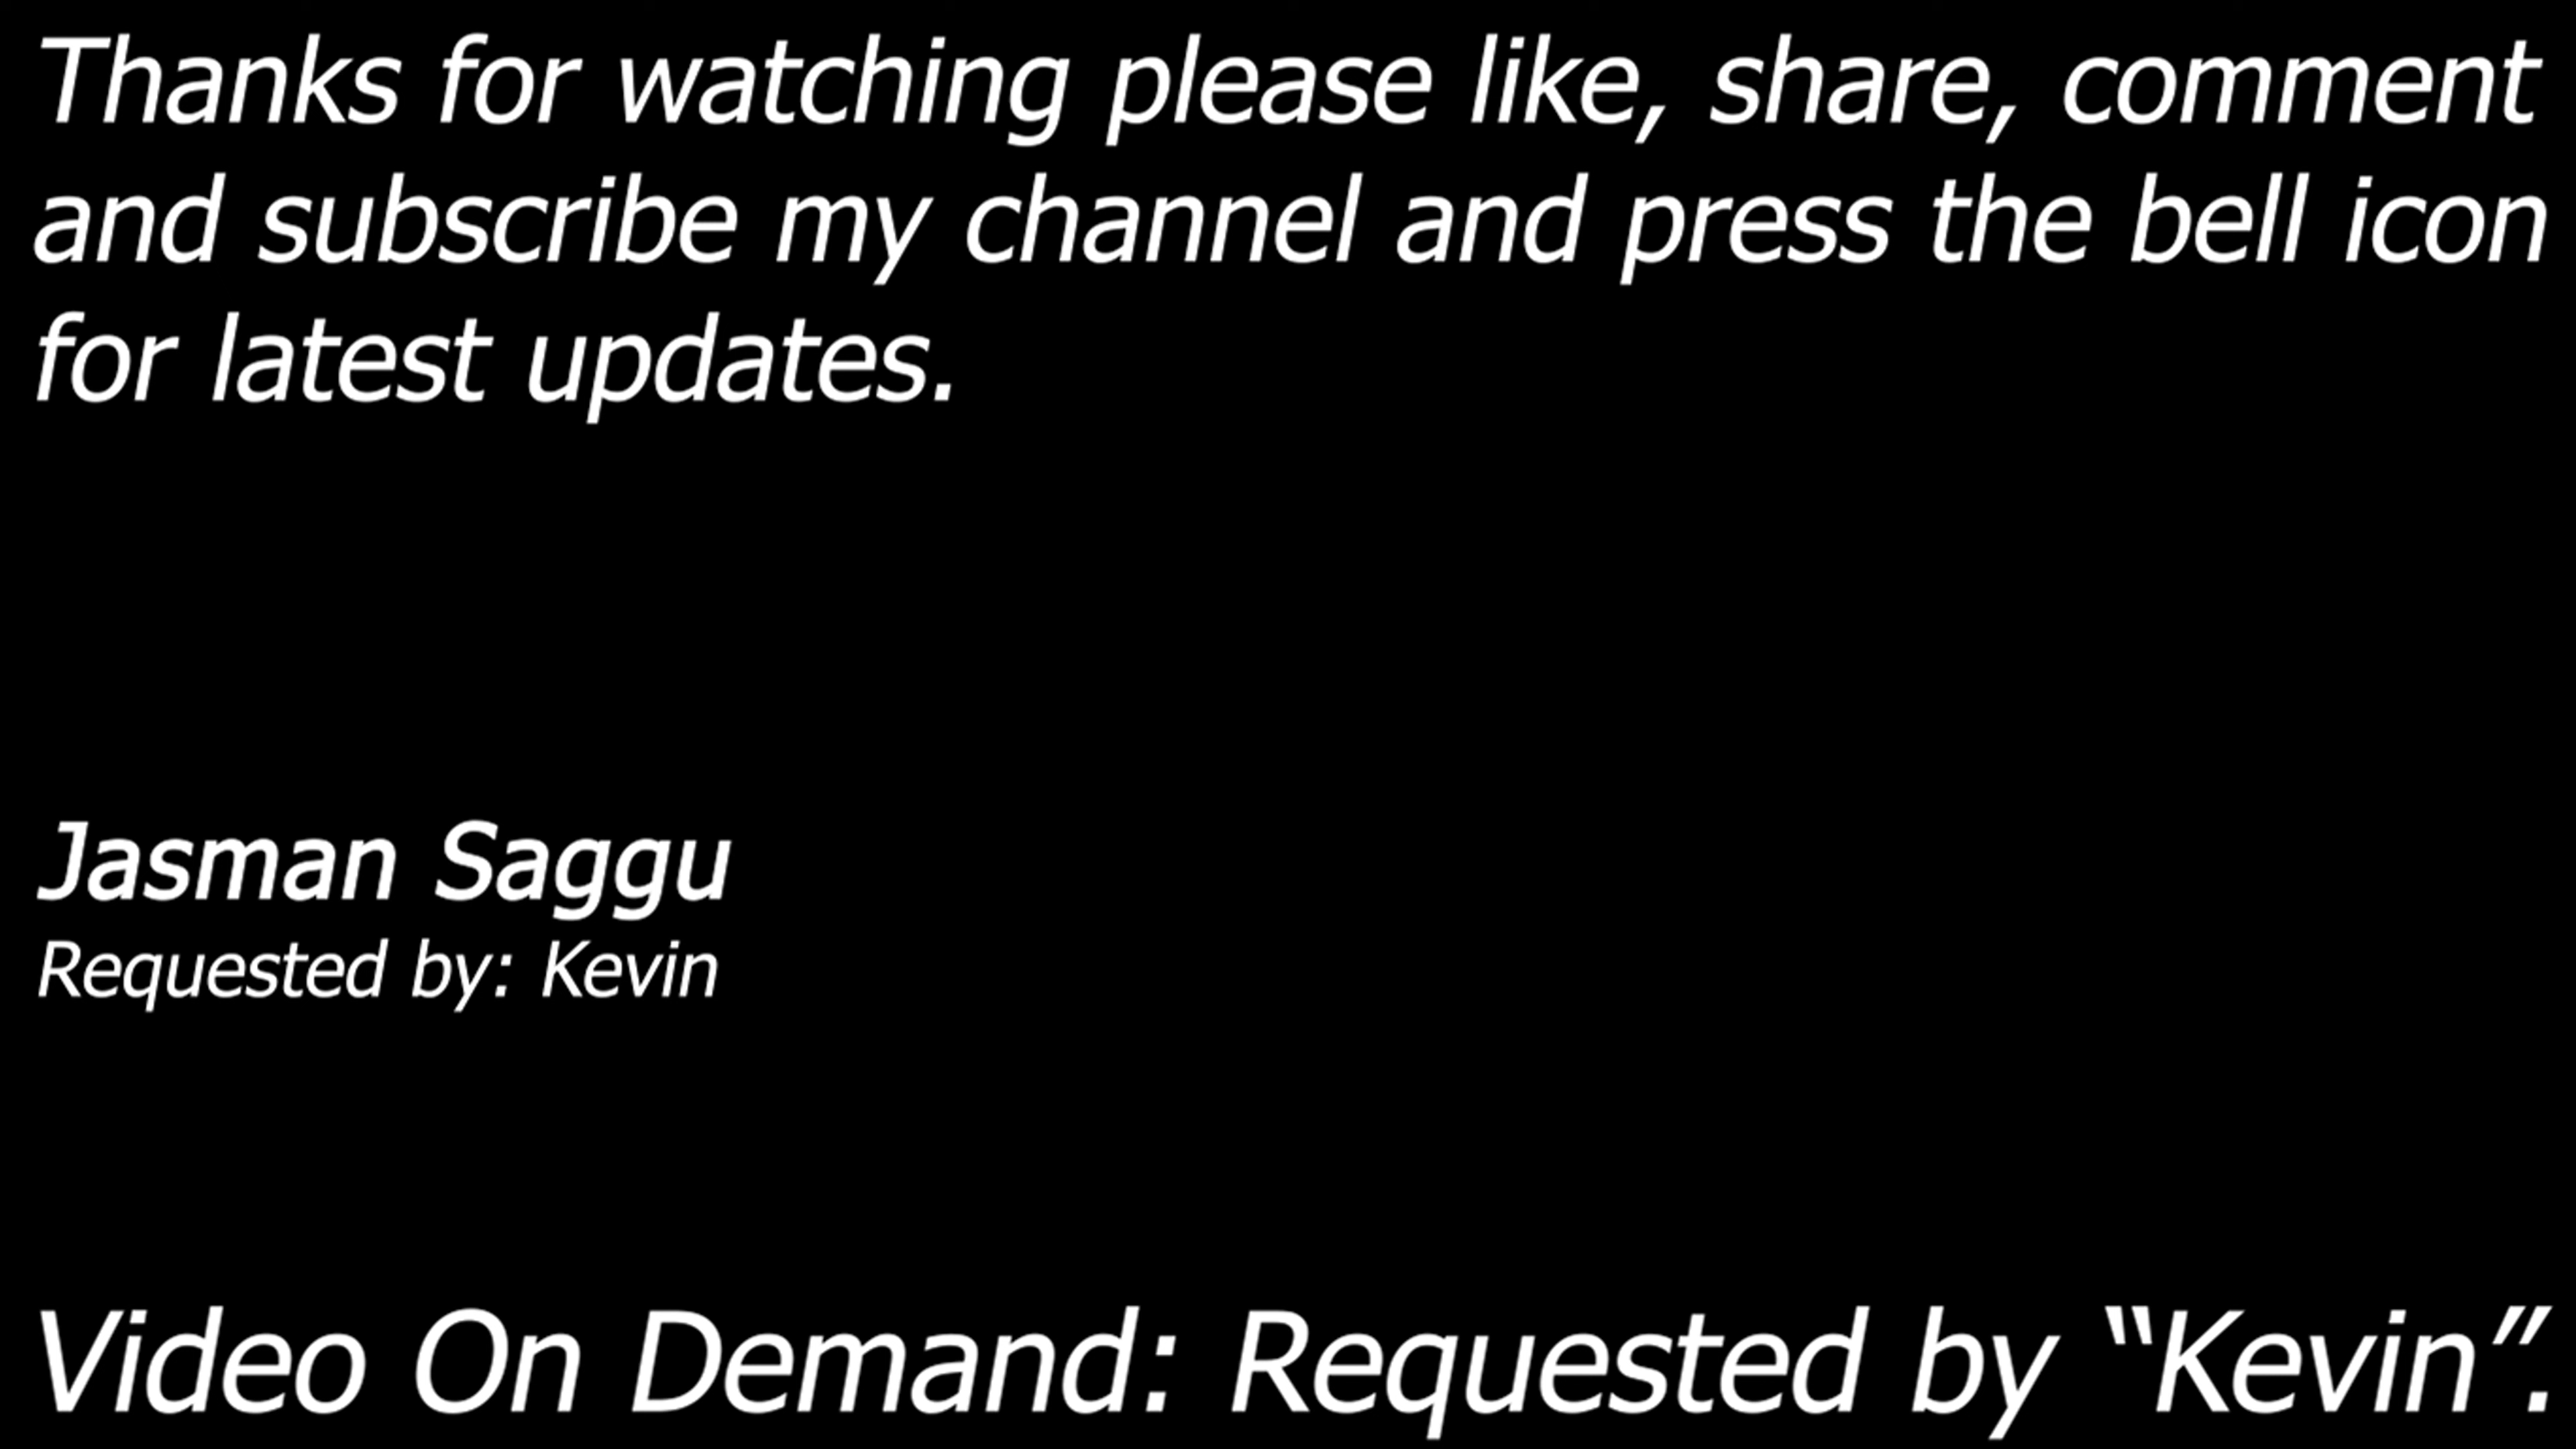 Thanks for watching please like, share, comment
and subscribe my channel and press the bell icon
for latest updates.
Jasman Saggu
Requested by: Kevin
Video On Demand: Requested by “Kevin”.